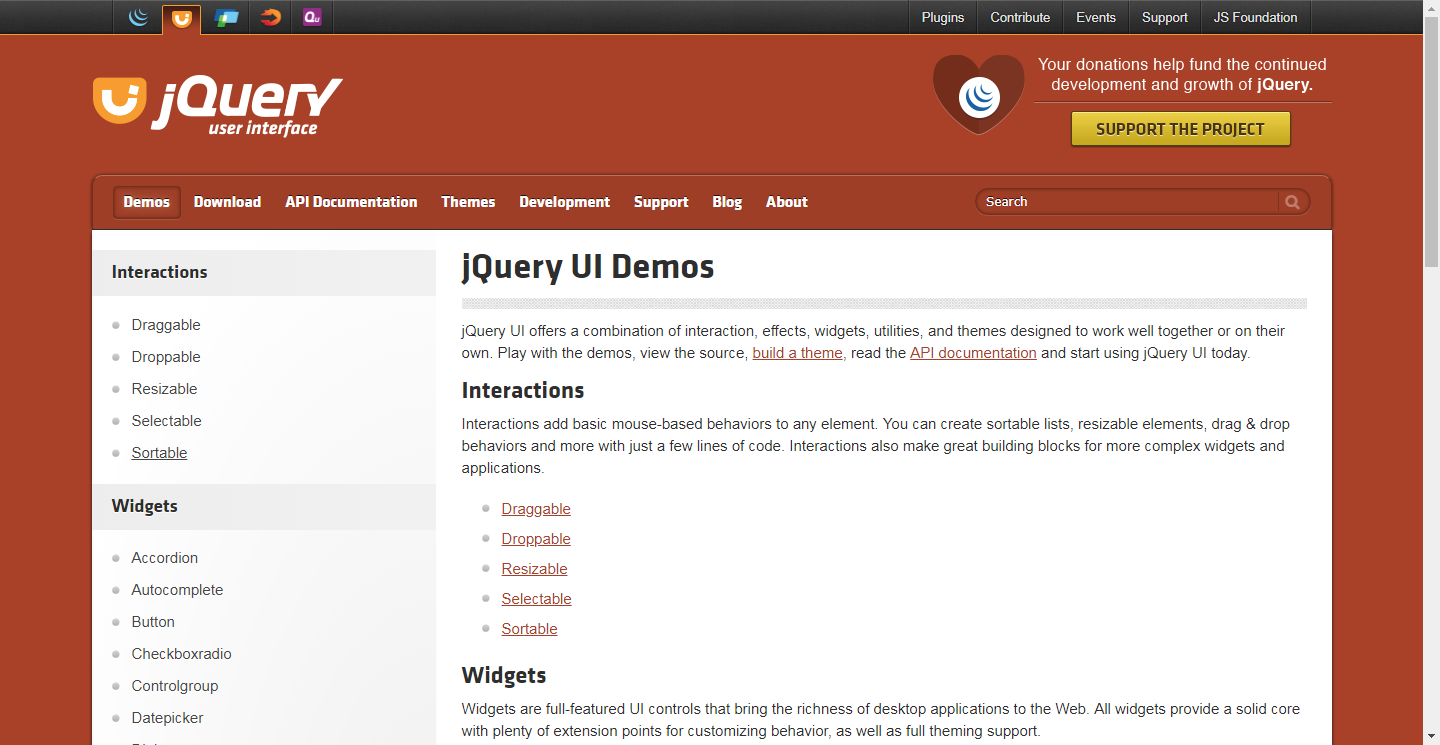 Qu
Plugins
Contribute
Events
Support
JS Foundation
jQuery
user interface
Your donations help fund the continued
development and growth of jQuery.
SUPPORT THE PROJECT
Demos
Download
API Documentation
Themes
Development
Support
Blog
About
Search
Interactions
Draggable
Droppable
Resizable
Selectable
Sortable
Widgets
Accordion
Autocomplete
Button
Checkboxradio
Controlgroup
Datepicker
jQuery UI Demos
jQuery UI offers a combination of interaction, effects, widgets, utilities, and themes designed to work well together or on their
own. Play with the demos, view the source, build a theme, read the API documentation and start using jQuery UI today.
Interactions
Interactions add basic mouse-based behaviors to any element. You can create sortable lists, resizable elements, drag & drop
behaviors and more with just a few lines of code. Interactions also make great building blocks for more complex widgets and
applications.
Draggable
Droppable
Resizable
Selectable
Sortable
Widgets
Widgets are full-featured UI controls that bring the richness of desktop applications to the Web. All widgets provide a solid core
with plenty of extension points for customizing behavior, as well as full theming support.